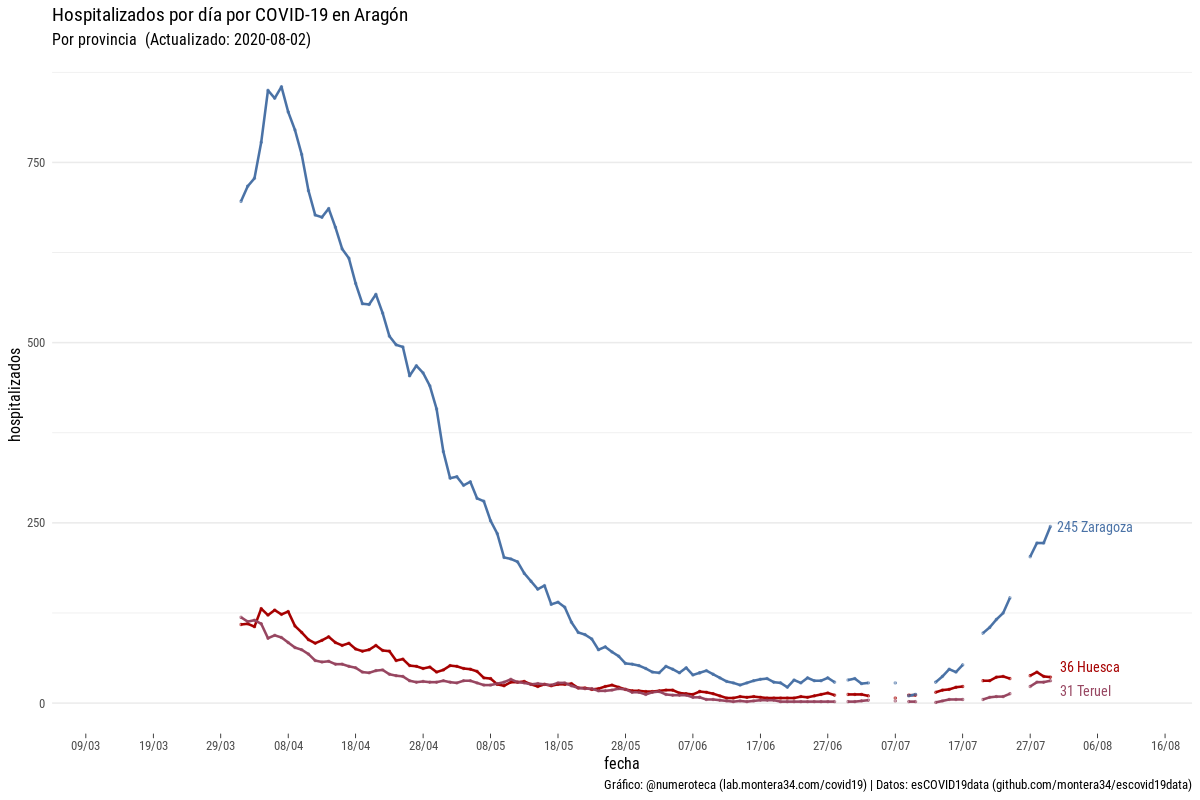 Hospitalizados por día por COVID-19 en Aragón
Por provincia  (Actualizado: 2020-08-02)
hospitalizados
750
500
250
0
245 Zaragoza
36 Huesca
31 Teruel
09/03 19/03 29/03 08/04 18/04 28/04 08/05 18/05 28/05 07/06 17/06 27/06 07/07 17/07 27/07 06/08 16/08
fecha
Gráfico: @numeroteca (lab.montera34.com/covid19) | Datos: esCOVID19data (github.com/montera34/escovid19data)